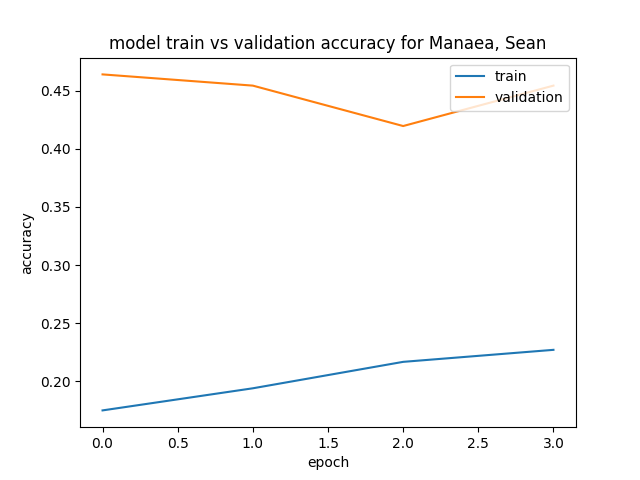 model train vs validation accuracy for Manaea, Sean
train
validation
accuracy
0.45
0.40
0.35
0.30
0.25
0.20
0.0 0.5 1.0 1.5 2.0 2.5 3.0
epoch